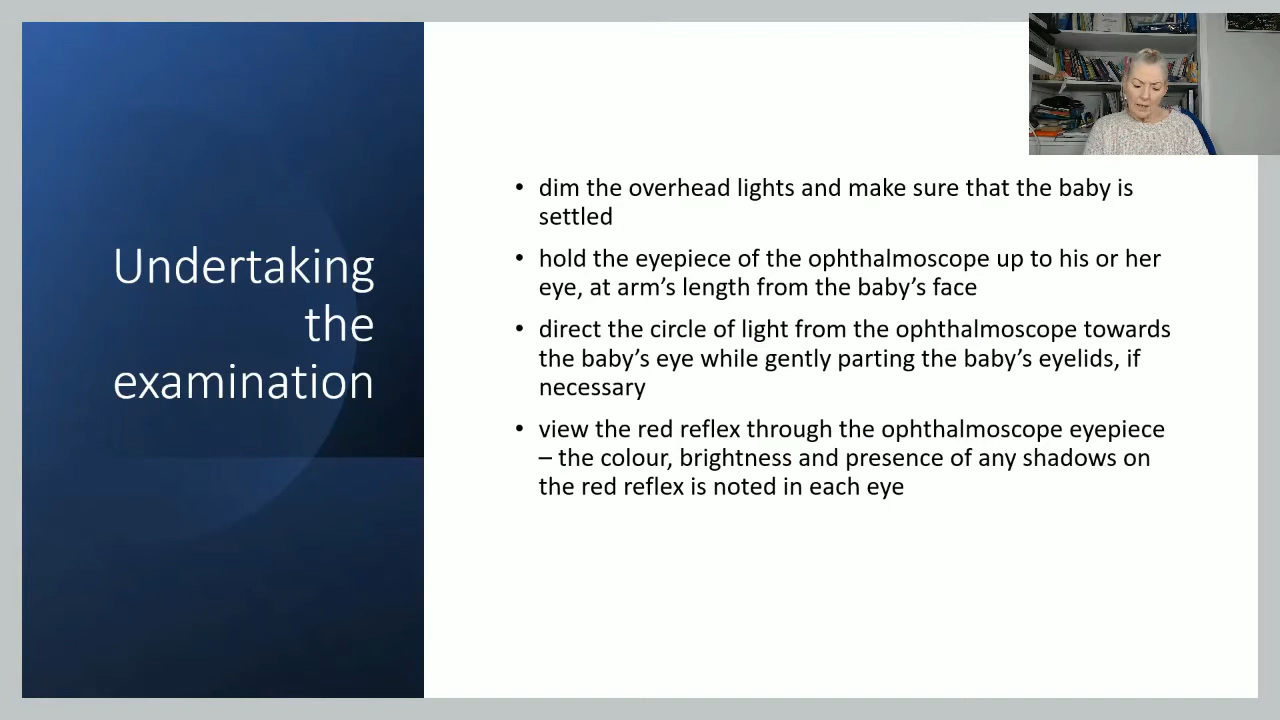 Undertaking
the
examination
• dim the overhead lights and make sure that the baby is
settled
• hold the eyepiece of the ophthalmoscope up to his or her
eye, at arm’s length from the baby’s face
• direct the circle of light from the ophthalmoscope towards
the baby’s eye while gently parting the baby’s eyelids, if
necessary
• view the red reflex through the ophthalmoscope eyepiece
– the colour, brightness and presence of any shadows on
the red reflex is noted in each eye